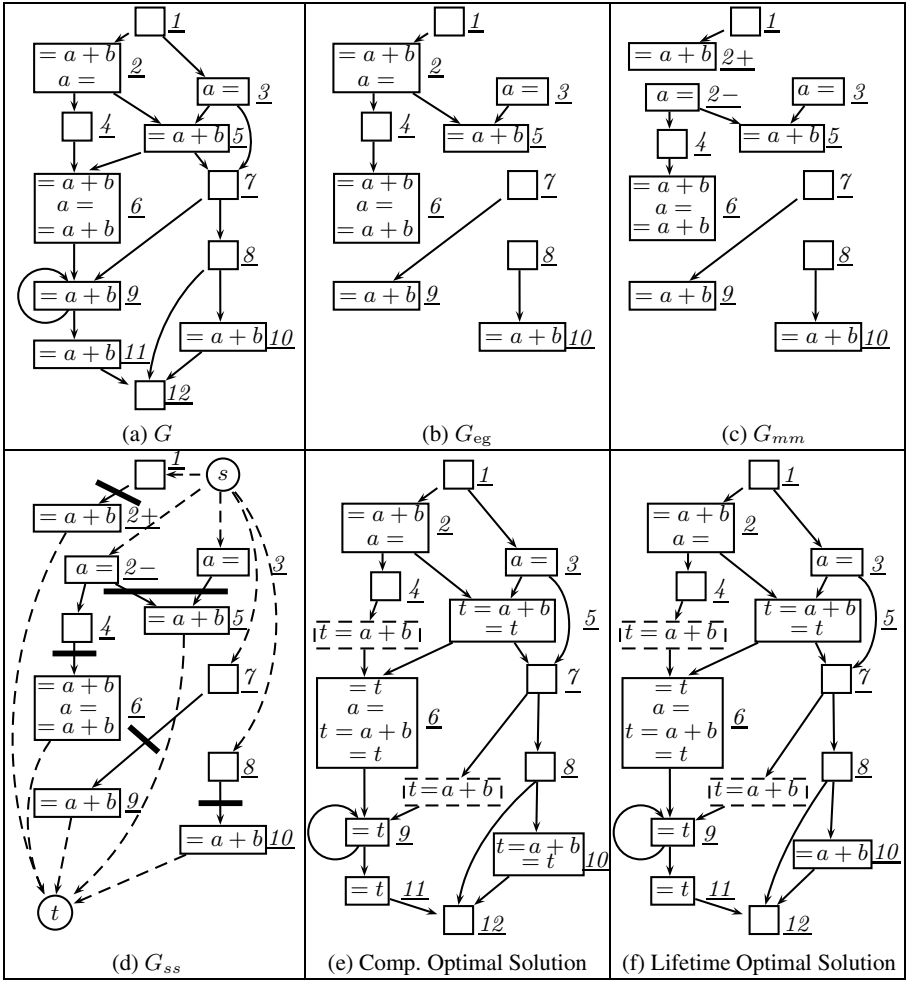 1
= a + b
a =
2
a =
3
4
= a + b
5
= a + b
a =
= a + b
6
7
8
= a + b
9
= a + b
10
= a + b
11
12
(a) G
1
= a + b
a =
2
a =
3
4
= a + b
5
= a + b
a =
= a + b
6
7
8
= a + b
9
= a + b
10
(b) G_eg
1
= a + b
2+
a =
2−
a =
3
4
= a + b
5
= a + b
a =
= a + b
6
7
8
= a + b
9
= a + b
10
(c) G_mm
1
s
= a + b
2+
a =
2−
a =
3
4
= a + b
5
= a + b
a =
= a + b
6
7
8
= a + b
9
= a + b
10
t
(d) G_ss
1
= a + b
a =
2
a =
3
4
t = a + b
= t
5
t = a + b
= t
a =
t = a + b
= t
6
7
8
t = a + b
= t
9
t = a + b
= t
10
= t
11
12
(e) Comp. Optimal Solution
1
= a + b
a =
2
a =
3
4
t = a + b
= t
5
t = a + b
= t
a =
t = a + b
= t
6
7
8
t = a + b
= t
9
= a + b
10
= t
11
12
(f) Lifetime Optimal Solution